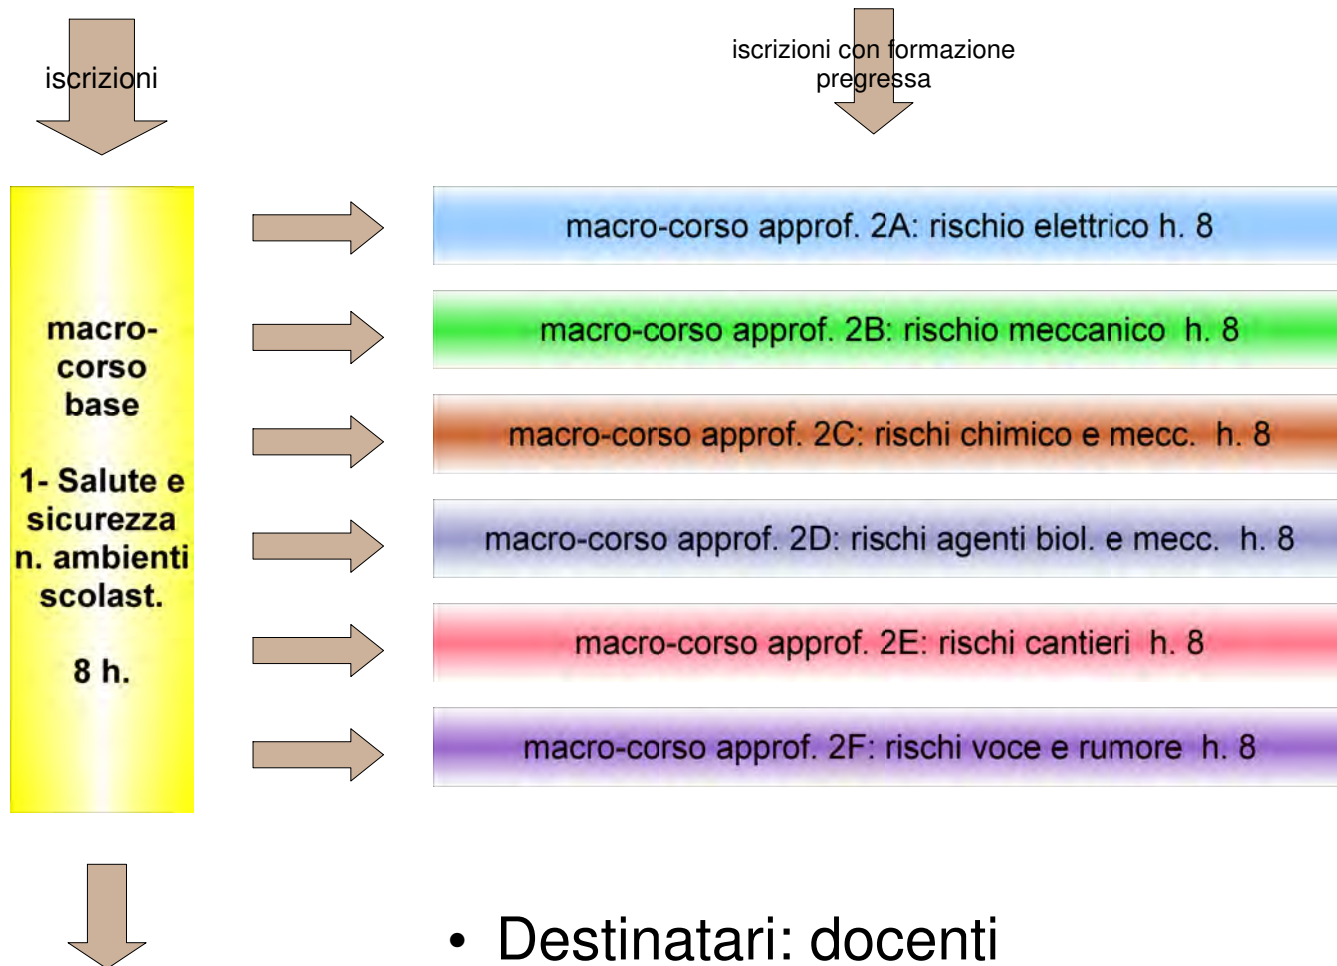 iscrizioni
iscrizioni con formazione
pregressa
macro-
corso
base
1- Salute e
sicurezza
n. ambienti
scolast.
8 h.
macro-corso approf. 2A: rischio elettrico h. 8
macro-corso approf. 2B: rischio meccanico h. 8
macro-corso approf. 2C: rischi chimico e mecc. h. 8
macro-corso approf. 2D: rischi agenti biol. e mecc. h. 8
macro-corso approf. 2E: rischi cantieri h. 8
macro-corso approf. 2F: rischi voce e rumore h. 8
• Destinatari: docenti